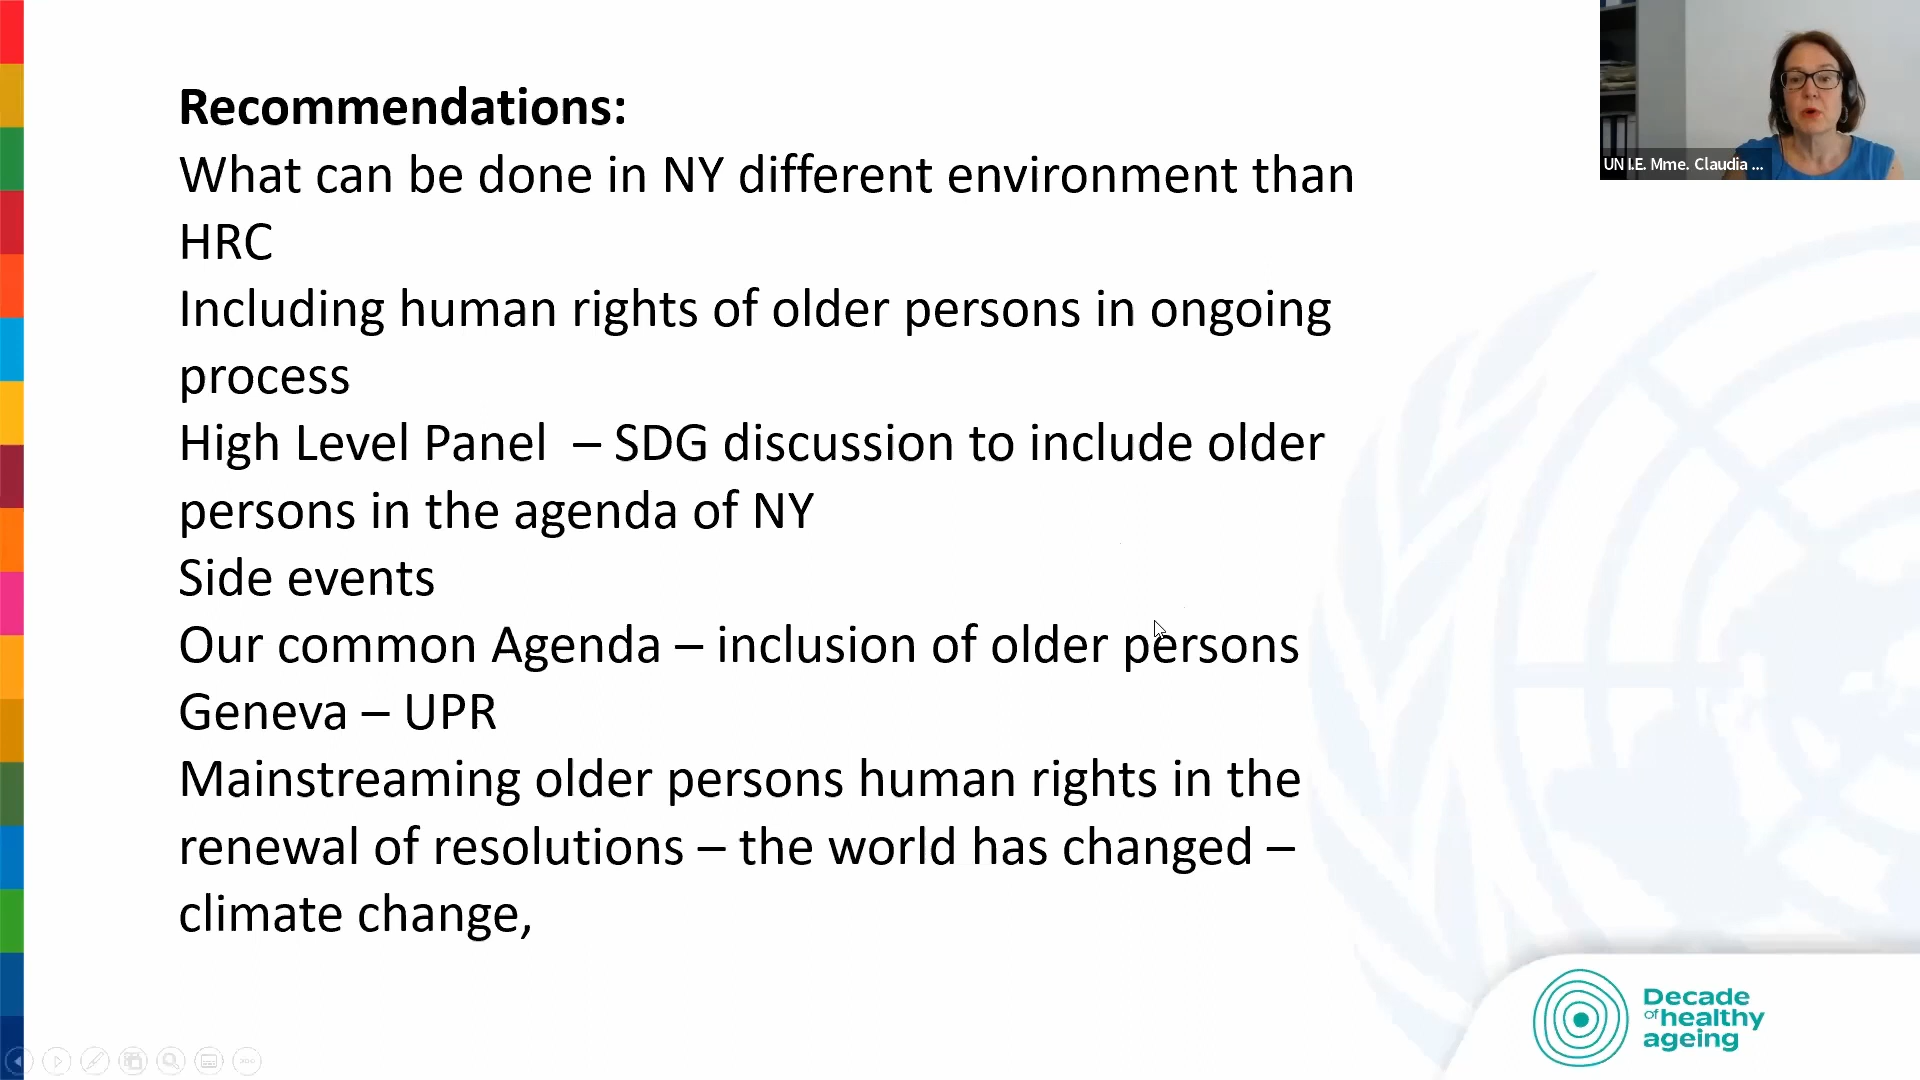 Recommendations:
What can be done in NY different environment than
HRC
Including human rights of older persons in ongoing
process
High Level Panel – SDG discussion to include older
persons in the agenda of NY
Side events
Our common Agenda – inclusion of older persons
Geneva – UPR
Mainstreaming older persons human rights in the
renewal of resolutions – the world has changed –
climate change,
UN I.E. Mme. Claudia ...
Decade
of healthy
ageing